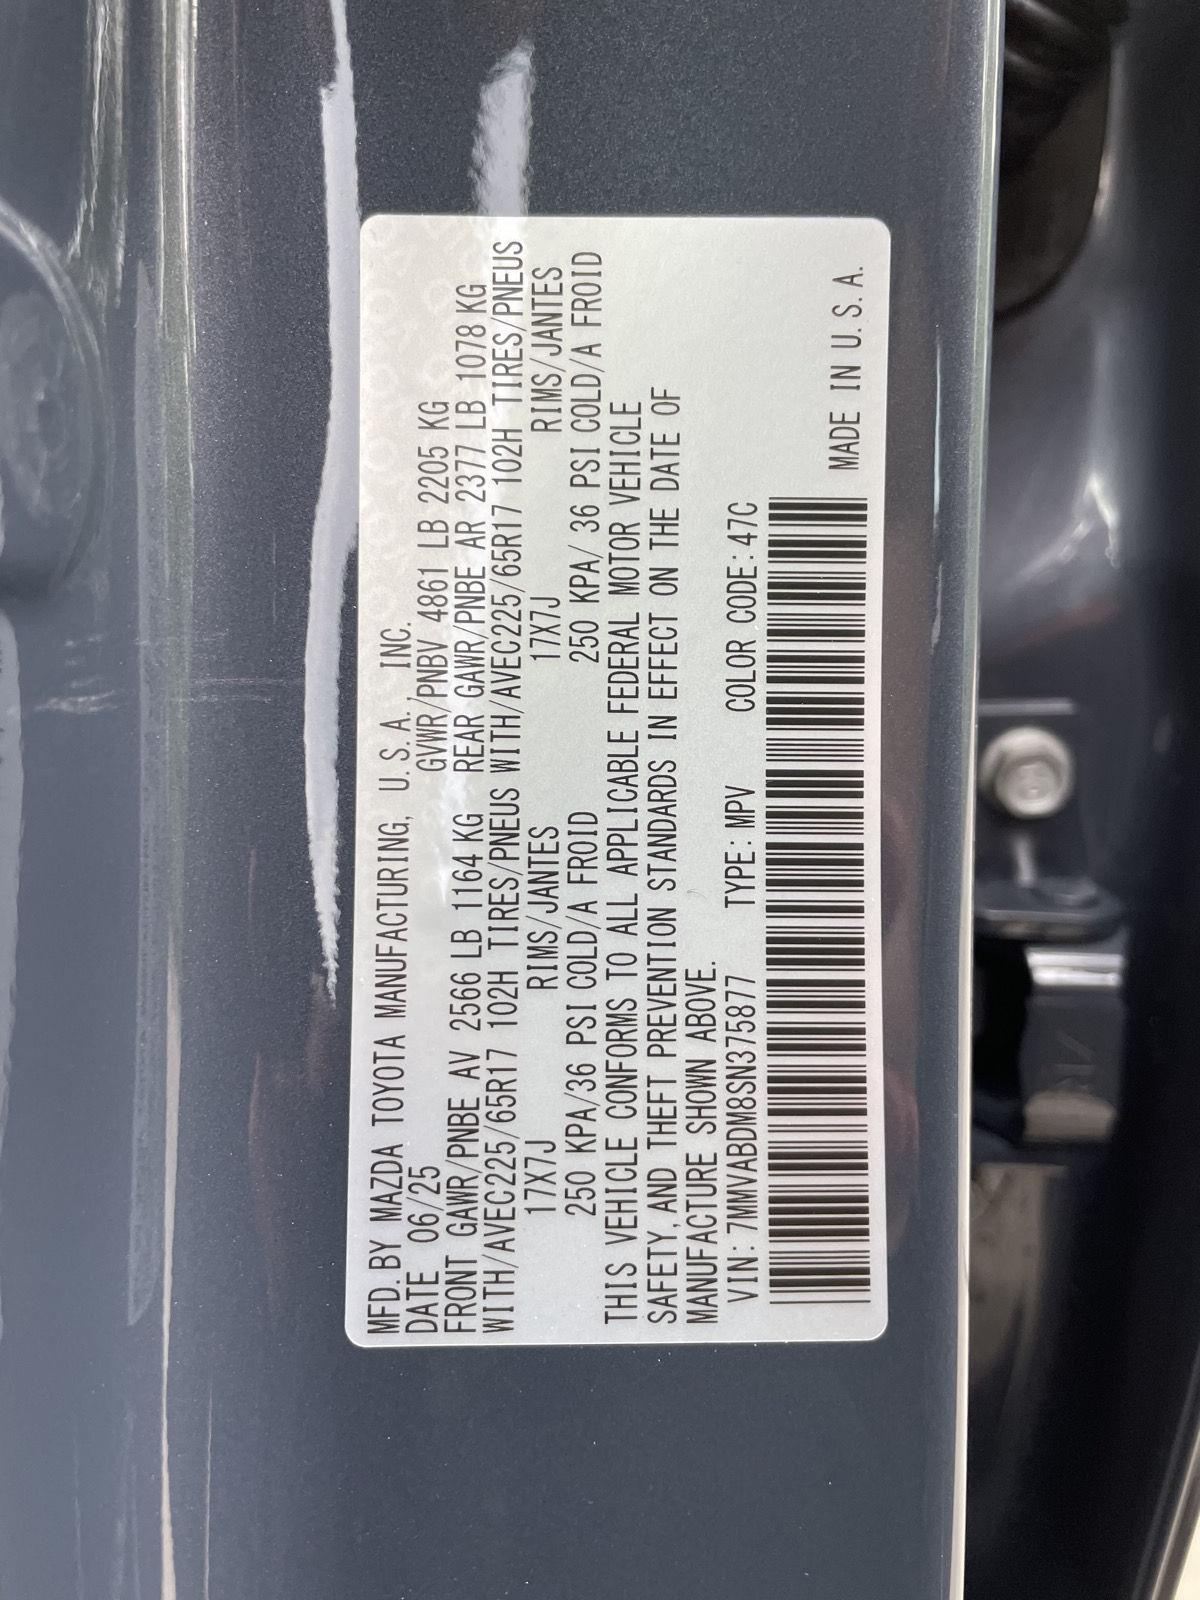 MFD. BY MAZDA TOYOTA MANUFACTURING, U.S.A., INC.
DATE 06/25 GVWR/PNBV 4861 LB 2205 KG
FRONT GAWR/PNBE AV 2566 LB 1164 KG REAR GAWR/PNBE AR 2377 LB 1078 KG
WITH/AVEC225/65R17 102H TIRES/PNEUS WITH/AVEC225/65R17 102H TIRES/PNEUS
17X7J RIMS/JANTES 17X7J RIMS/JANTES
250 KPA/36 PSI COLD/A FROID 250 KPA/ 36 PSI COLD/A FROID
THIS VEHICLE CONFORMS TO ALL APPLICABLE FEDERAL MOTOR VEHICLE
SAFETY, AND THEFT PREVENTION STANDARDS IN EFFECT ON THE DATE OF
MANUFACTURE SHOWN ABOVE.
VIN: 7MMVABDM8SN375877 TYPE: MPV COLOR CODE: 47C
MADE IN U.S.A.